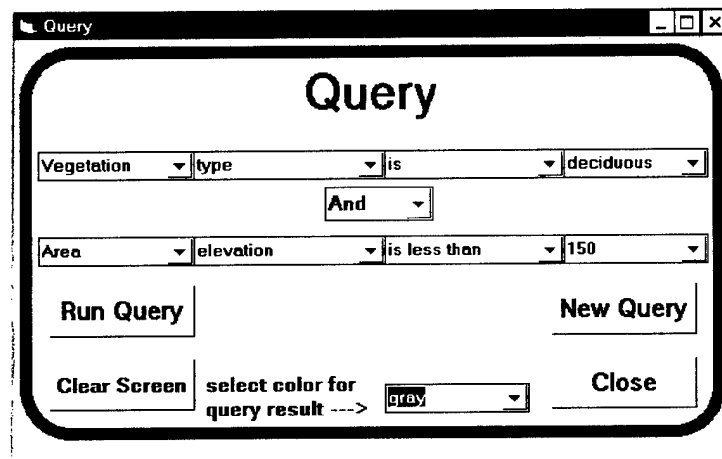 Query
Query
Vegetation type is deciduous
And
Area elevation is less than 150
Run Query New Query
Clear Screen select color for query result ---> gray Close